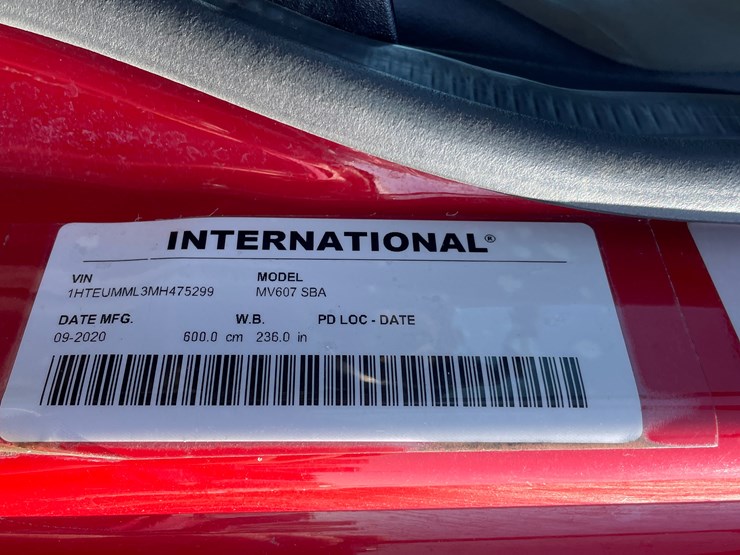 INTERNATIONAL®
VIN MODEL
1HTEUMML3MH475299 MV607 SBA
DATE MFG. W.B. PD LOC - DATE
09-2020 600.0 cm 236.0 in